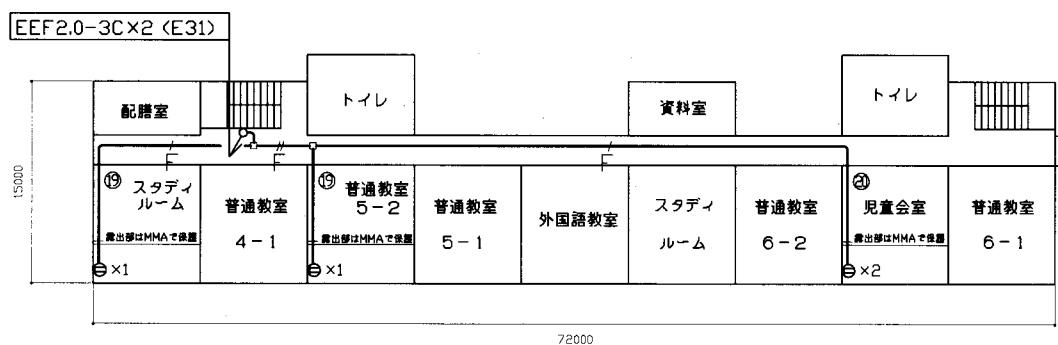 EEF2.0-3C×2 (E31)
配膳室
トイレ
資料室
トイレ
15000
F
F
F
⑲ スタディ
ルーム
露出部はMMAで保護
×1
普通教室
4-1
⑲ 普通教室
5-2
露出部はMMAで保護
×1
普通教室
5-1
外国語教室
スタディ
ルーム
普通教室
6-2
⑳
児童会室
露出部はMMAで保護
×2
普通教室
6-1
72000